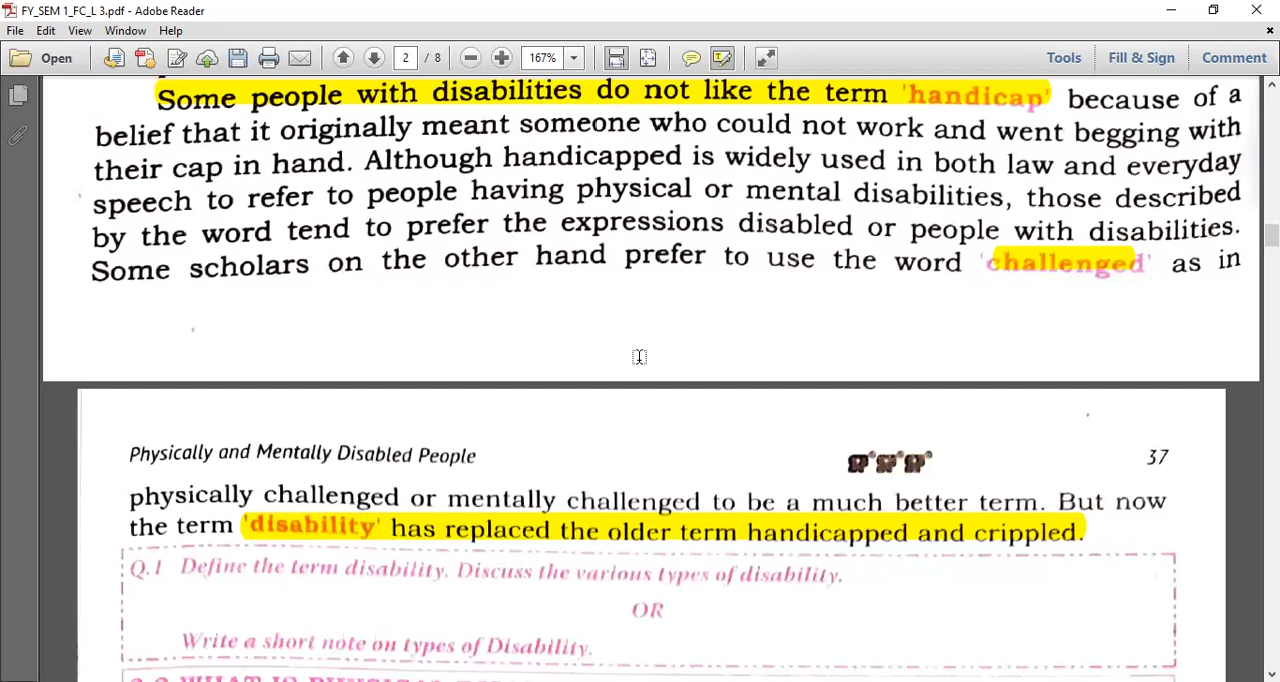 FY_SEM 1_FC_L 3.pdf - Adobe Reader
File Edit View Window Help
Open 2 / 8 167% Tools Fill & Sign Comment
Some people with disabilities do not like the term 'handicap' because of a
belief that it originally meant someone who could not work and went begging with
their cap in hand. Although handicapped is widely used in both law and everyday
speech to refer to people having physical or mental disabilities, those described
by the word tend to prefer the expressions disabled or people with disabilities.
Some scholars on the other hand prefer to use the word 'challenged' as in
Physically and Mentally Disabled People 37
physically challenged or mentally challenged to be a much better term. But now
the term 'disability' has replaced the older term handicapped and crippled.
Q.1 Define the term disability. Discuss the various types of disability.
OR
Write a short note on types of Disability.